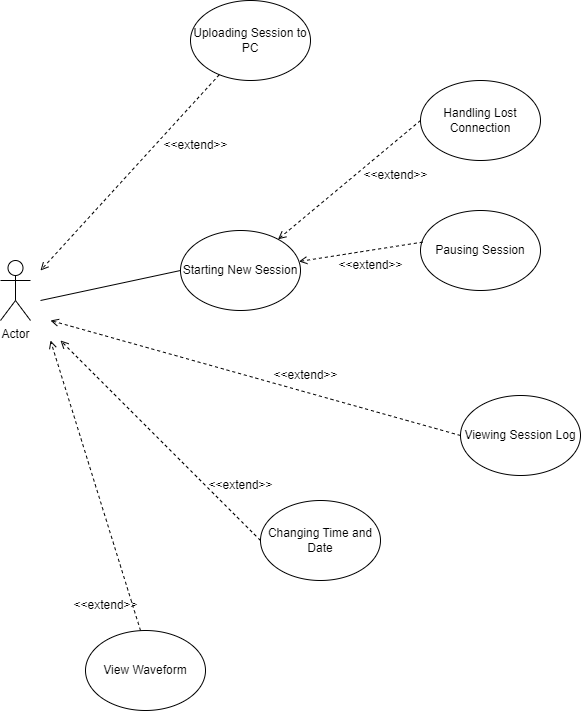 Uploading Session to
PC
<<extend>>
Handling Lost
Connection
<<extend>>
Pausing Session
<<extend>>
Starting New Session
Actor
<<extend>>
Viewing Session Log
<<extend>>
Changing Time and
Date
<<extend>>
View Waveform